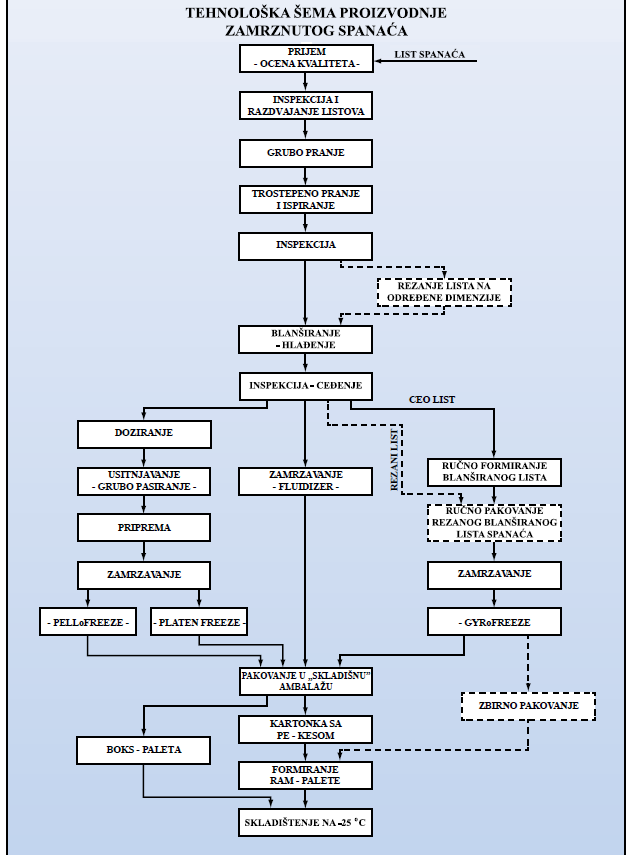 TEHNOLOŠKA ŠEMA PROIZVODNJE
ZAMRZNUTOG SPANAĆA
PRIJEM
- OCENA KVALITETA -
LIST SPANAĆA
INSPEKCIJA I
RAZDVAJANJE LISTOVA
GRUBO PRANJE
TROSTEPENO PRANJE
I ISPIRANJE
INSPEKCIJA
REZANJE LISTA NA
ODREĐENE DIMENZIJE
BLANŠIRANJE
- HLAĐENJE
INSPEKCIJA - CEĐENJE
CEO LIST
REZANI LIST
DOZIRANJE
USITNJAVANJE
- GRUBO PASIRANJE -
ZAMRZAVANJE
- FLUIDIZER -
RUČNO FORMIRANJE
BLANŠIRANOG LISTA
PRIPREMA
RUČNO PAKOVANJE
REZANOG BLANŠIRANOG
LISTA SPANAĆA
ZAMRZAVANJE
ZAMRZAVANJE
- PELLoFREEZE -
- PLATEN FREEZE -
- GYRoFREEZE
PAKOVANJE U „SKLADIŠNU”
AMBALAŽU
ZBIRNO PAKOVANJE
KARTONKA SA
PE - KESOM
BOKS - PALETA
FORMIRANJE
RAM - PALETE
SKLADIŠTENJE NA -25 °C